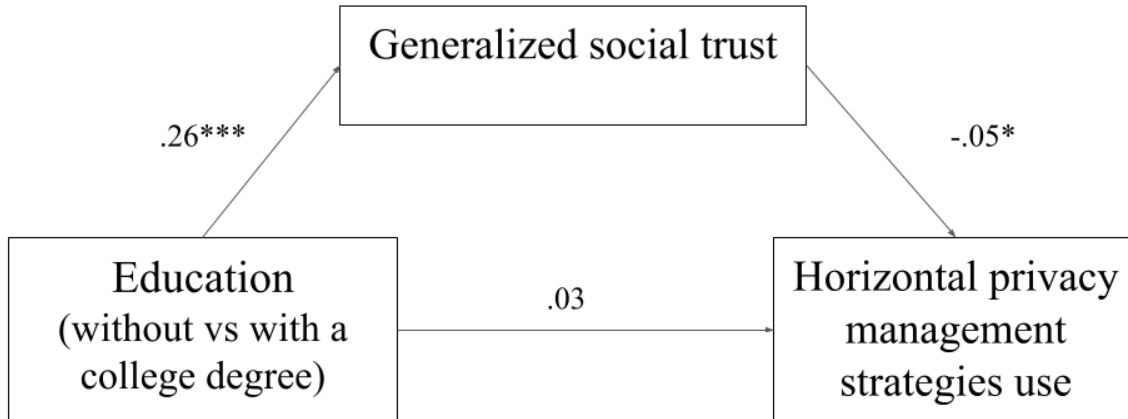 Generalized social trust
.26***
-.05*
Education
(without vs with a
college degree)
.03
Horizontal privacy
management
strategies use